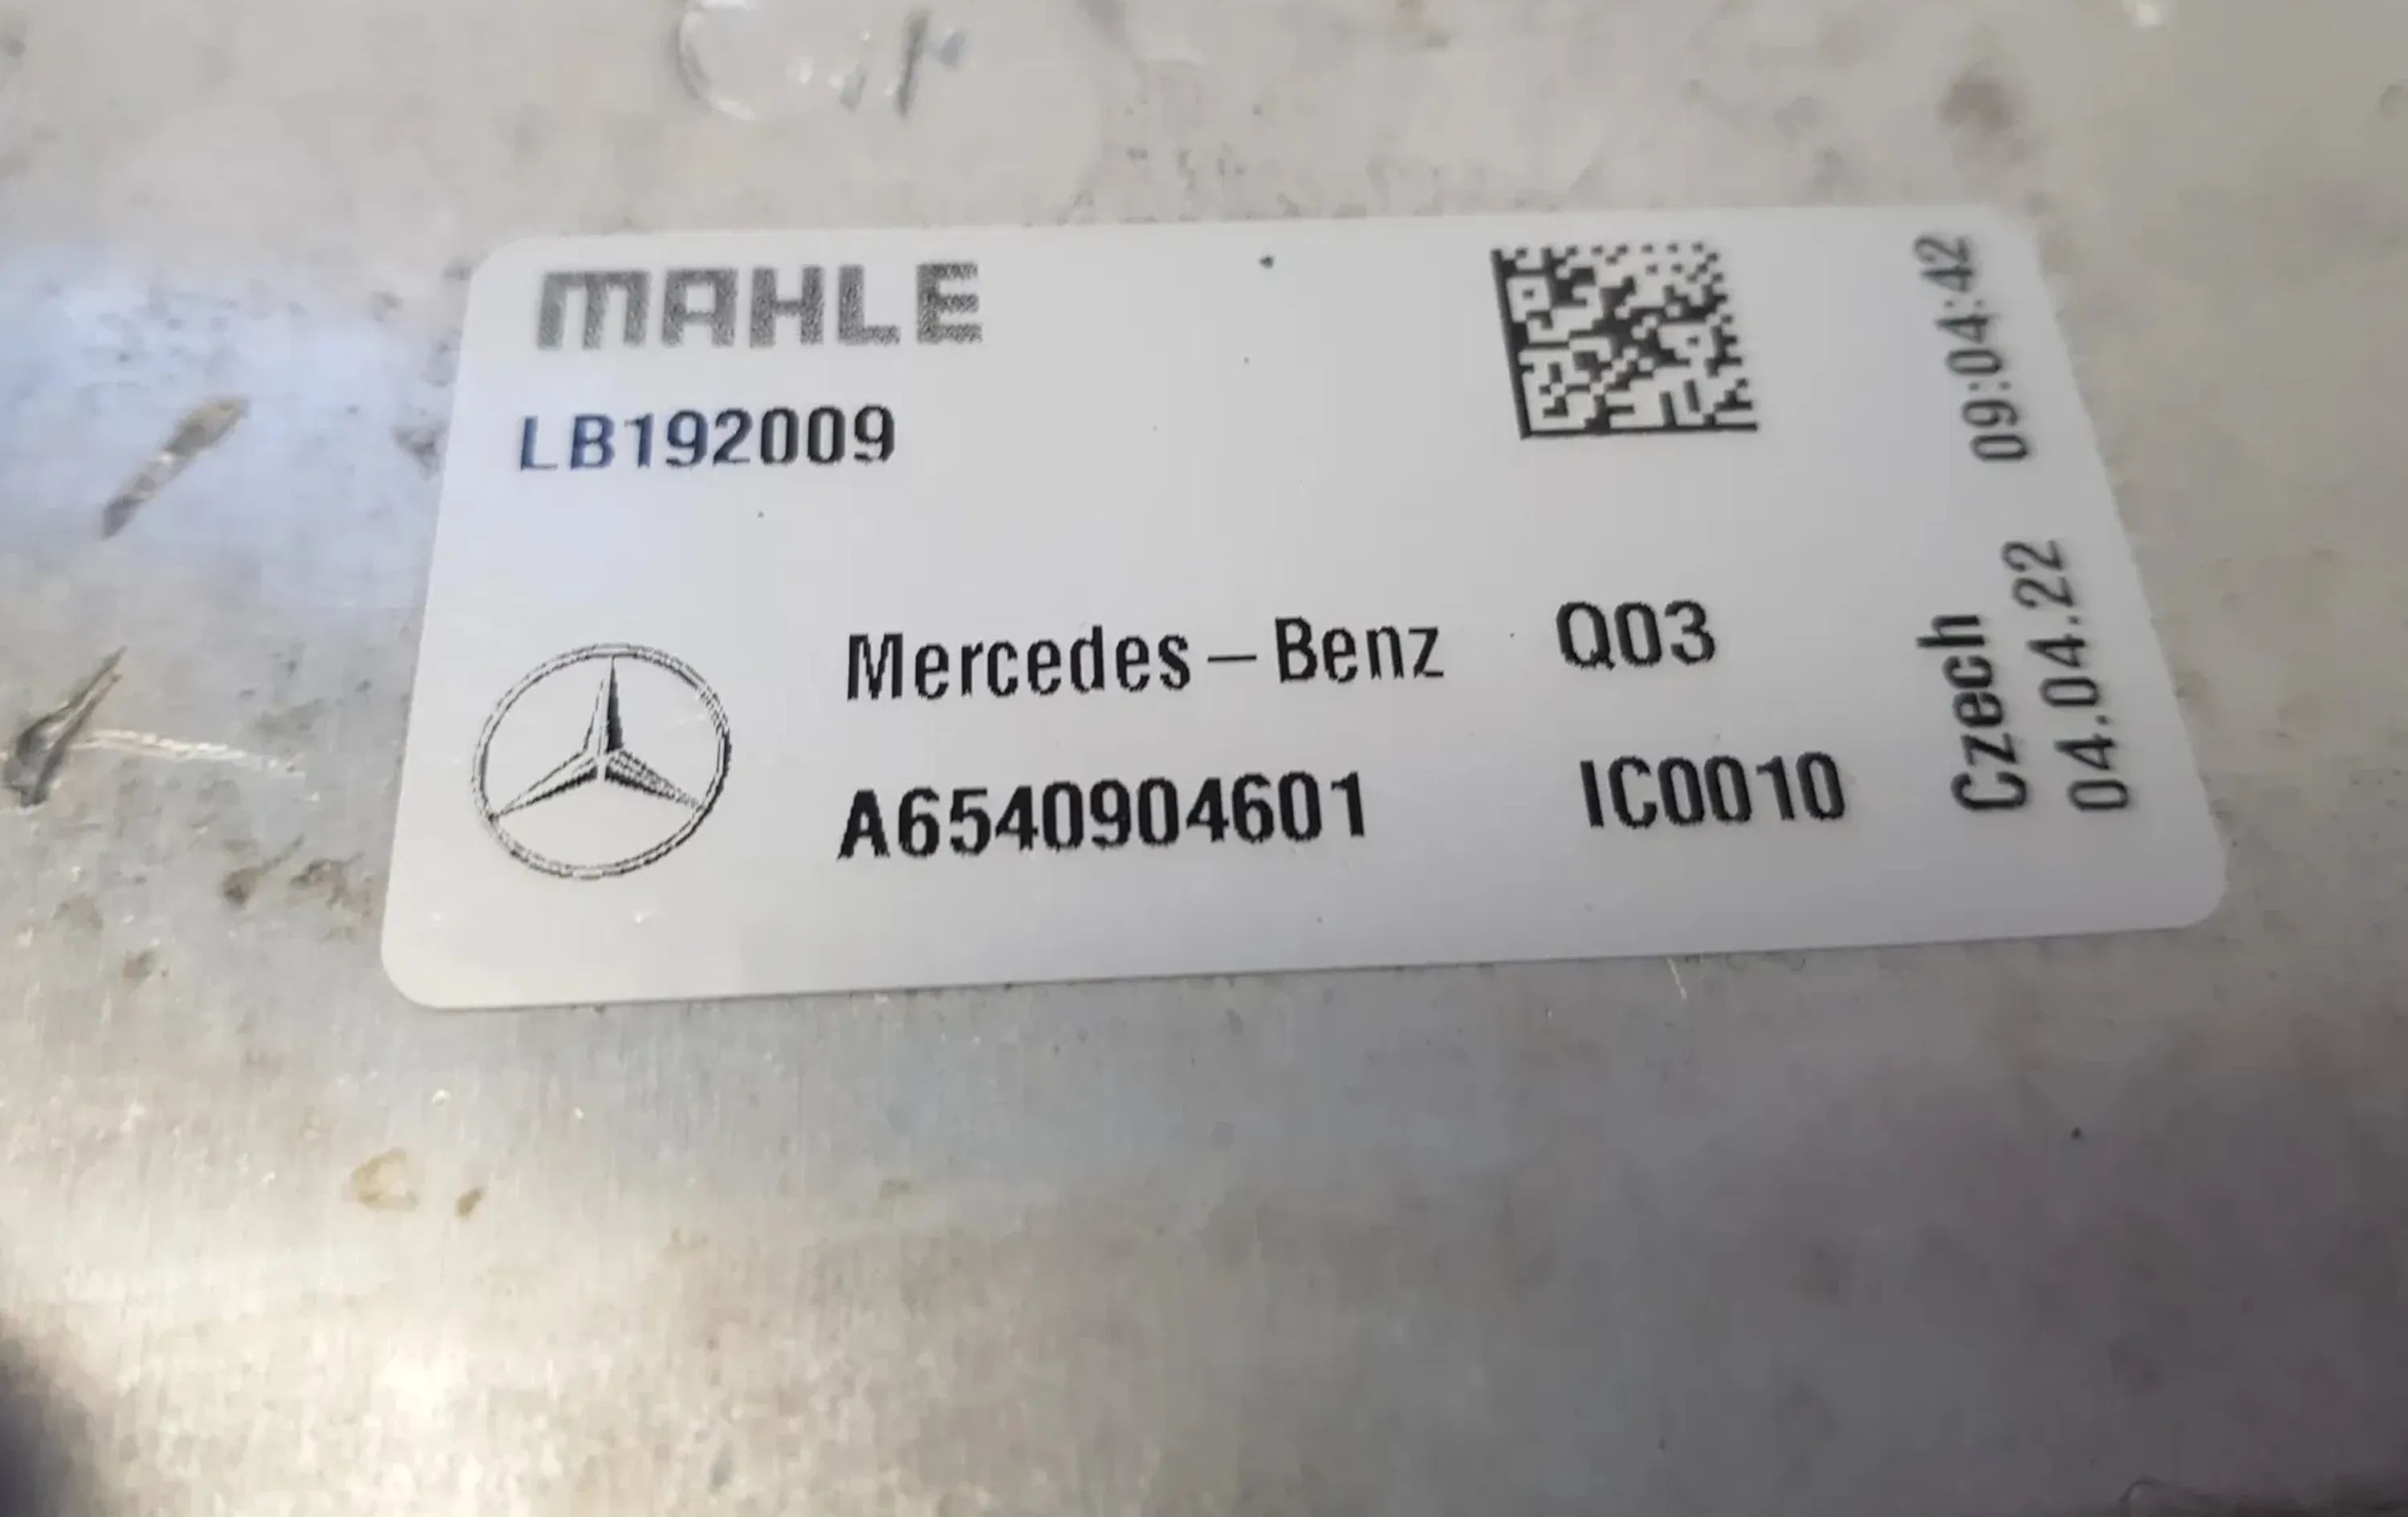 MAHLE
LB192009
Mercedes-Benz Q03
A6540904601 IC0010
Czech
04.04.22 09:04:42